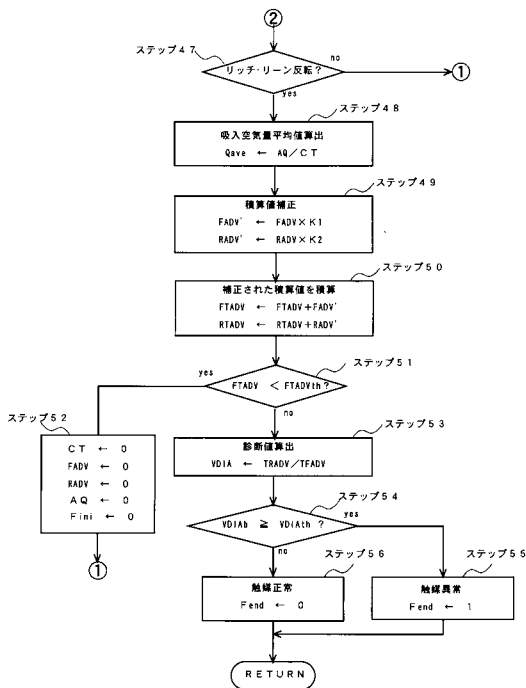 ②
ステップ47
リッチ・リーン反転?
no
①
yes
ステップ48
吸入空気量平均値算出
Qave ← AQ/CT
ステップ49
積算値補正
FADV' ← FADV×K1
RADV' ← RADV×K2
ステップ50
補正された積算値を積算
FTADV ← FTADV+FADV'
RTADV ← RTADV+RADV'
ステップ51
yes
FTADV < FTADVth?
no
ステップ52
CT ← 0
FADV ← 0
RADV ← 0
AQ ← 0
Fini ← 0
①
ステップ53
診断値算出
VDIA ← TRADV/TFADV
ステップ54
VDIAb ≧ VDIAth ?
yes
no
ステップ56
触媒正常
Fend ← 0
ステップ55
触媒異常
Fend ← 1
RETURN